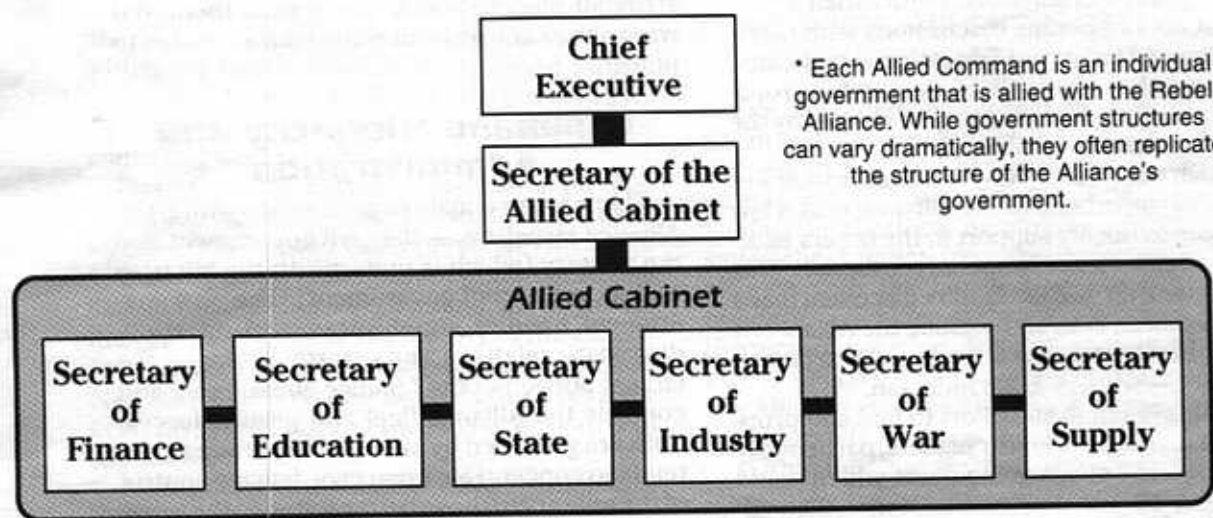 Chief
Executive
* Each Allied Command is an individual
government that is allied with the Rebel
Alliance. While government structures
can vary dramatically, they often replicate
the structure of the Alliance's
government.
Secretary of the
Allied Cabinet
Allied Cabinet
Secretary
of
Finance
Secretary
of
Education
Secretary
of
State
Secretary
of
Industry
Secretary
of
War
Secretary
of
Supply